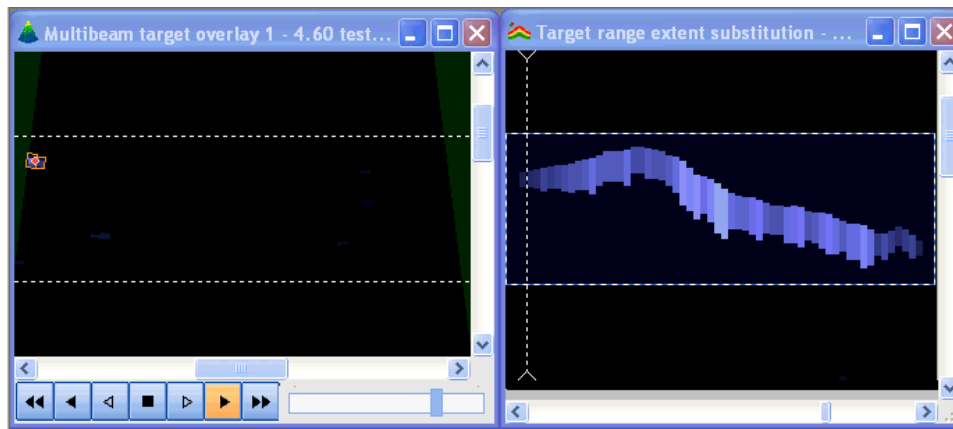 Multibeam target overlay 1 - 4.60 test...
Target range extent substitution - ...